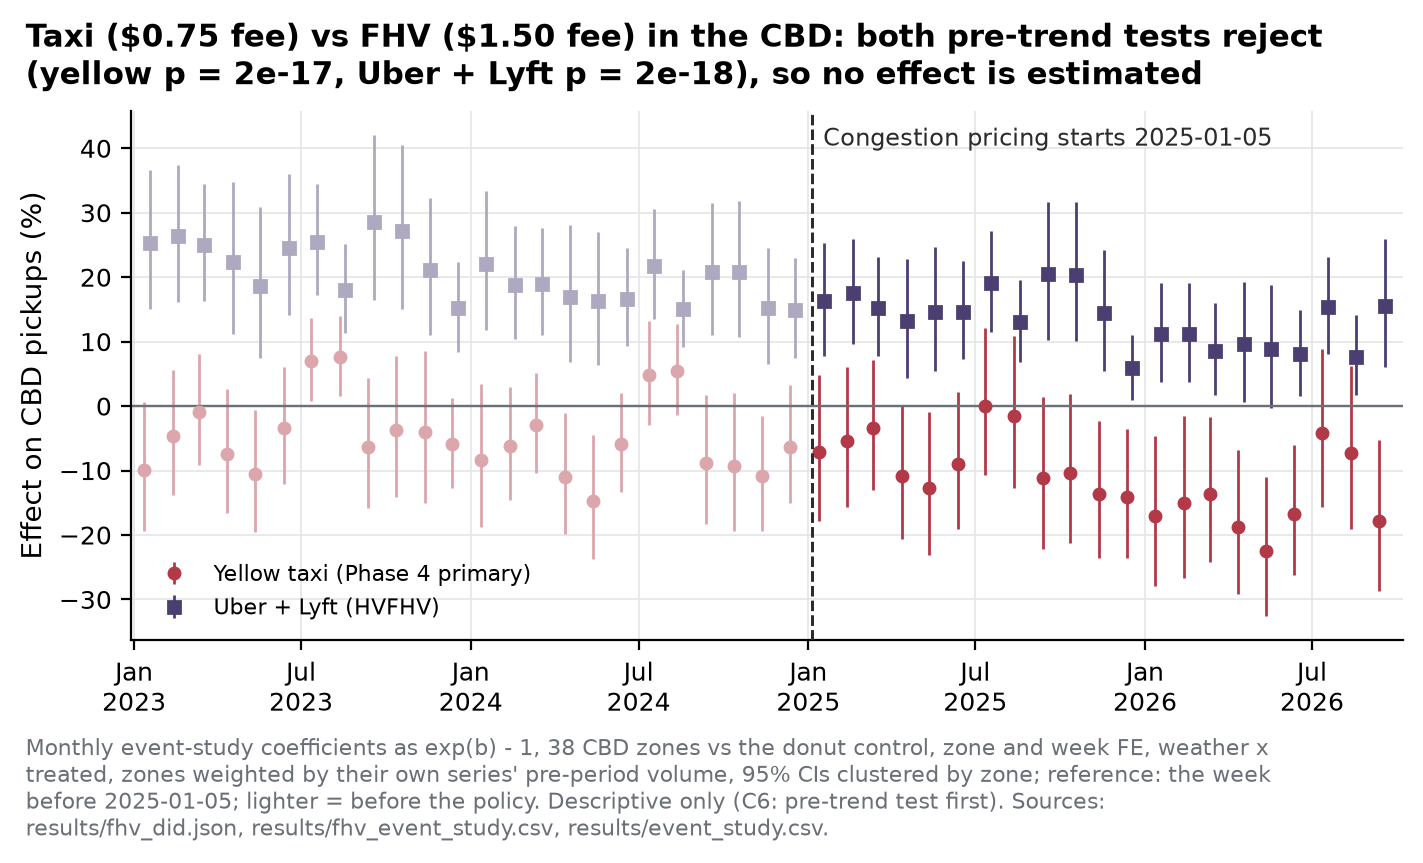 Taxi ($0.75 fee) vs FHV ($1.50 fee) in the CBD: both pre-trend tests reject
(yellow p = 2e-17, Uber + Lyft p = 2e-18), so no effect is estimated
Congestion pricing starts 2025-01-05
Effect on CBD pickups (%)
40
30
20
10
0
−10
−20
−30
Yellow taxi (Phase 4 primary)
Uber + Lyft (HVFHV)
Jan Jul Jan Jul Jan Jul Jan Jul
2023 2023 2024 2024 2025 2025 2026 2026
Monthly event-study coefficients as exp(b) - 1, 38 CBD zones vs the donut control, zone and week FE, weather x
treated, zones weighted by their own series' pre-period volume, 95% CIs clustered by zone; reference: the week
before 2025-01-05; lighter = before the policy. Descriptive only (C6: pre-trend test first). Sources:
results/fhv_did.json, results/fhv_event_study.csv, results/event_study.csv.